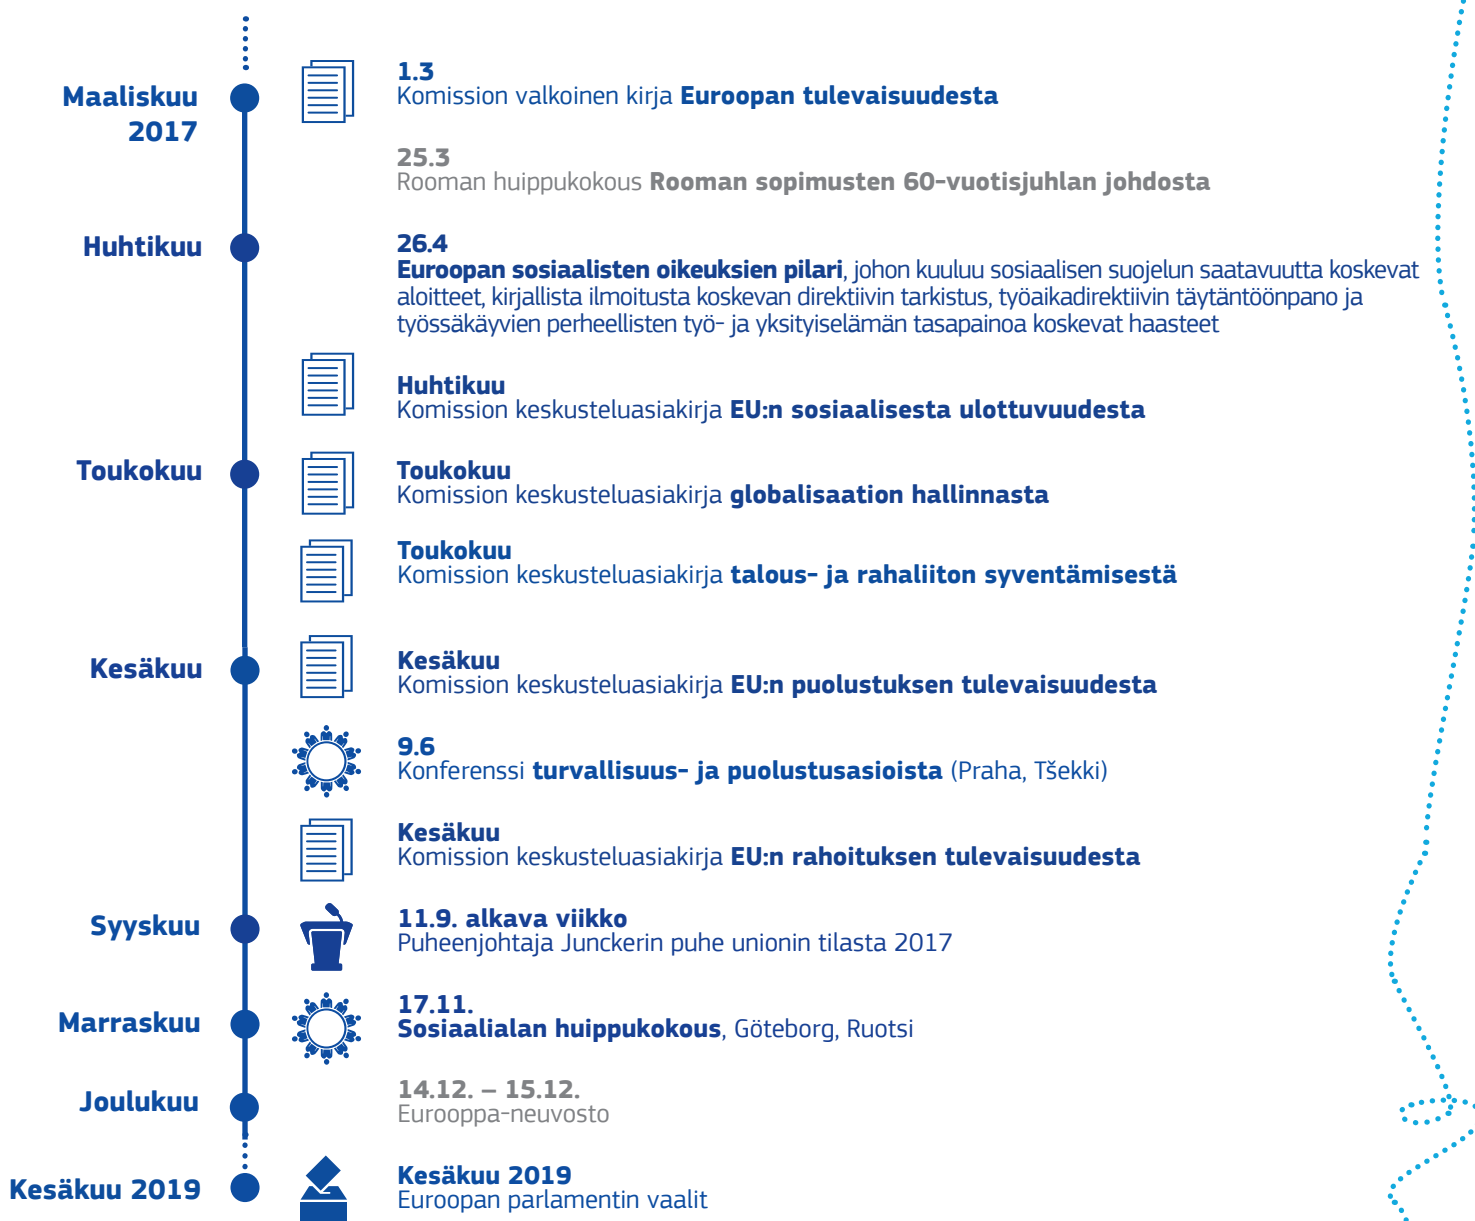 Maaliskuu
2017
1.3
Komission valkoinen kirja Euroopan tulevaisuudesta
25.3
Rooman huippukokous Rooman sopimusten 60-vuotisjuhlan johdosta
Huhtikuu
26.4
Euroopan sosiaalisten oikeuksien pilari, johon kuuluu sosiaalisen suojelun saatavuutta koskevat
aloitteet, kirjallista ilmoitusta koskevan direktiivin tarkistus, työaikadirektiivin täytäntöönpano ja
työssäkäyvien perheellisten työ- ja yksityiselämän tasapainoa koskevat haasteet
Huhtikuu
Komission keskusteluasiakirja EU:n sosiaalisesta ulottuvuudesta
Toukokuu
Toukokuu
Komission keskusteluasiakirja globalisaation hallinnasta
Toukokuu
Komission keskusteluasiakirja talous- ja rahaliiton syventämisestä
Kesäkuu
Kesäkuu
Komission keskusteluasiakirja EU:n puolustuksen tulevaisuudesta
9.6
Konferenssi turvallisuus- ja puolustusasioista (Praha, Tšekki)
Kesäkuu
Komission keskusteluasiakirja EU:n rahoituksen tulevaisuudesta
Syyskuu
11.9. alkava viikko
Puheenjohtaja Junckerin puhe unionin tilasta 2017
Marraskuu
17.11.
Sosiaalialan huippukokous, Göteborg, Ruotsi
Joulukuu
14.12. – 15.12.
Eurooppa-neuvosto
Kesäkuu 2019
Kesäkuu 2019
Euroopan parlamentin vaalit